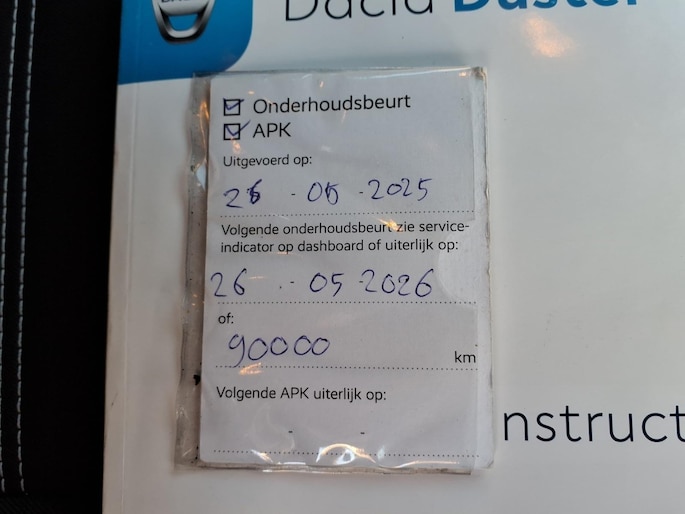 Dacia Duster
☑ Onderhoudsbeurt
☑ APK
Uitgevoerd op:
26 - 05 - 2025
Volgende onderhoudsbeurt zie service-
indicator op dashboard of uiterlijk op:
26 - 05 - 2026
of:
90000 km
Volgende APK uiterlijk op:
- -
nstruct